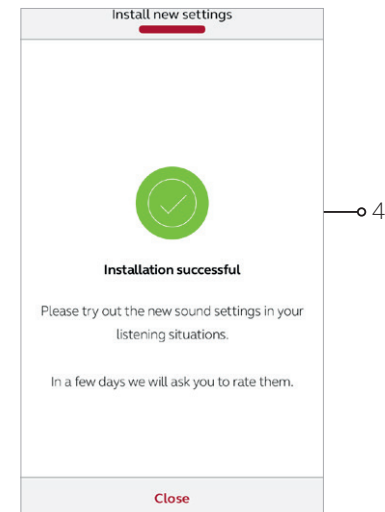 Install new settings
4
Installation successful
Please try out the new sound settings in your
listening situations.
In a few days we will ask you to rate them.
Close